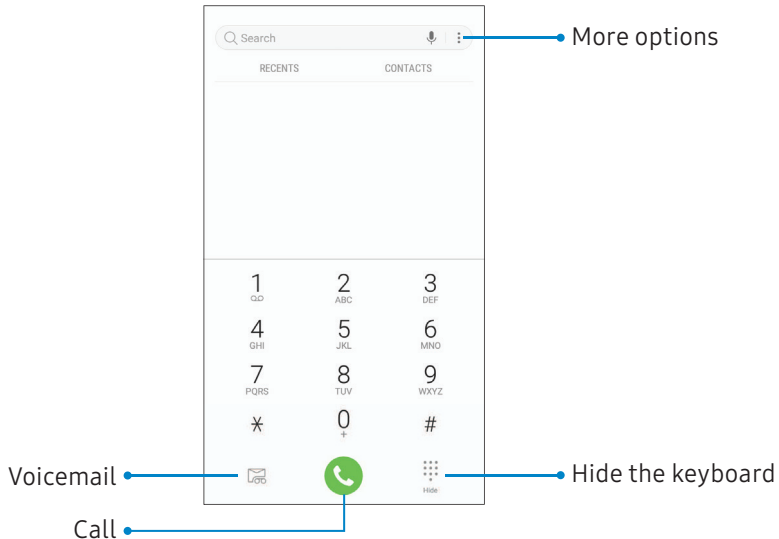 Search
More options
RECENTS CONTACTS
1 2 3
ABC DEF
4 5 6
GHI JKL MNO
7 8 9
PQRS TUV WXYZ
* 0 #
+
Voicemail
Hide the keyboard
Hide
Call